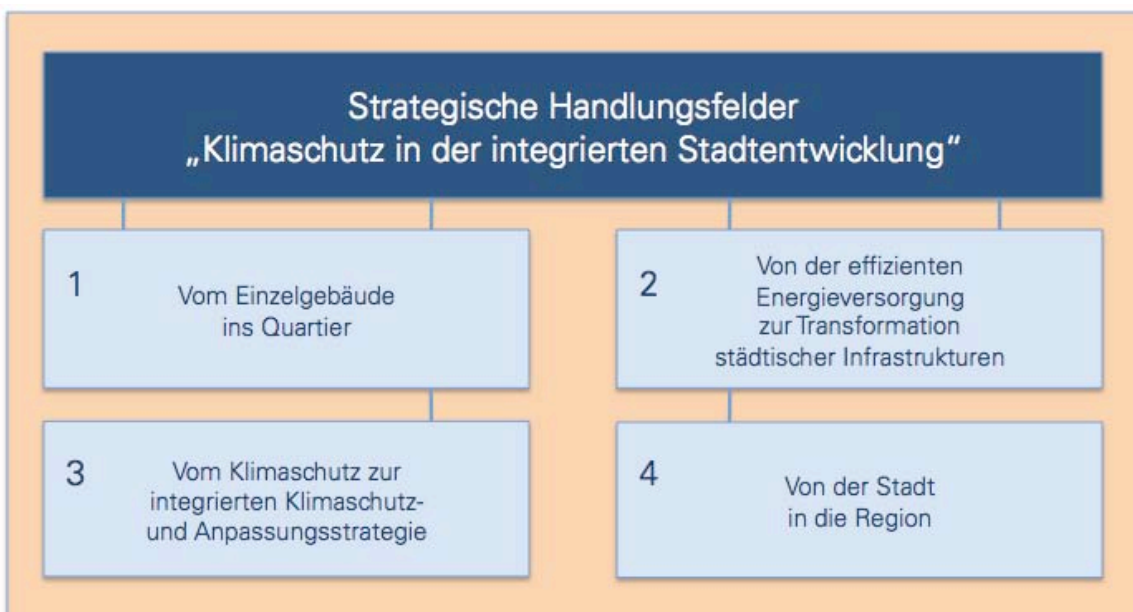 Strategische Handlungsfelder
„Klimaschutz in der integrierten Stadtentwicklung“
1
Vom Einzelgebäude
ins Quartier
2
Von der effizienten
Energieversorgung
zur Transformation
städtischer Infrastrukturen
3
Vom Klimaschutz zur
integrierten Klimaschutz-
und Anpassungsstrategie
4
Von der Stadt
in die Region